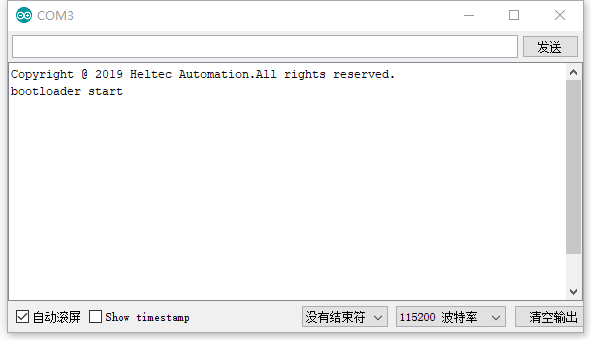 COM3
发送
Copyright @ 2019 Heltec Automation.All rights reserved.
bootloader start
自动滚屏 Show timestamp 没有结束符 115200 波特率 清空输出